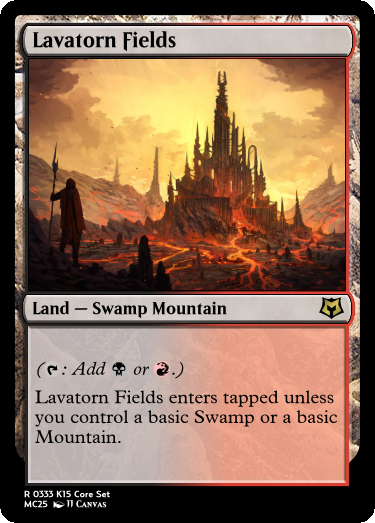 Lavatorn Fields
Land — Swamp Mountain
(: Add or .)
Lavatorn Fields enters tapped unless
you control a basic Swamp or a basic
Mountain.
R 0333 K15 Core Set
MC25 JJ Canvas